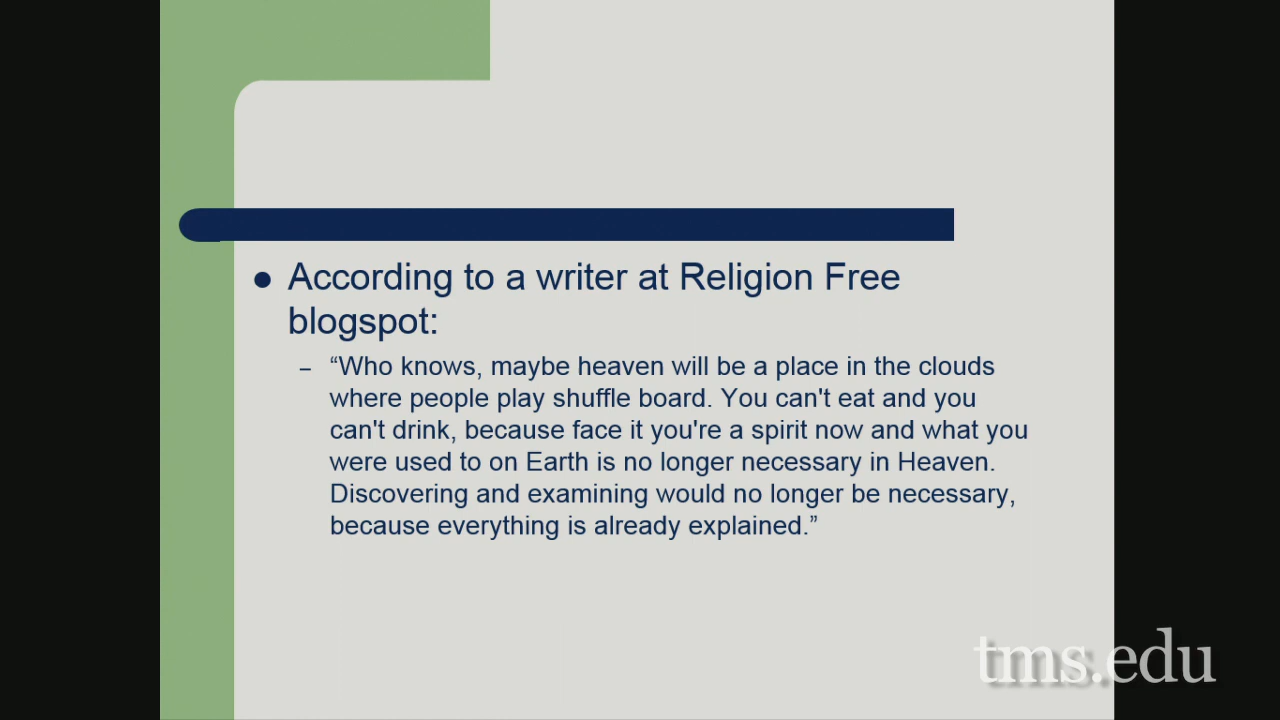 According to a writer at Religion Free
blogspot:
– “Who knows, maybe heaven will be a place in the clouds
where people play shuffle board. You can't eat and you
can't drink, because face it you're a spirit now and what you
were used to on Earth is no longer necessary in Heaven.
Discovering and examining would no longer be necessary,
because everything is already explained.”
tms.edu